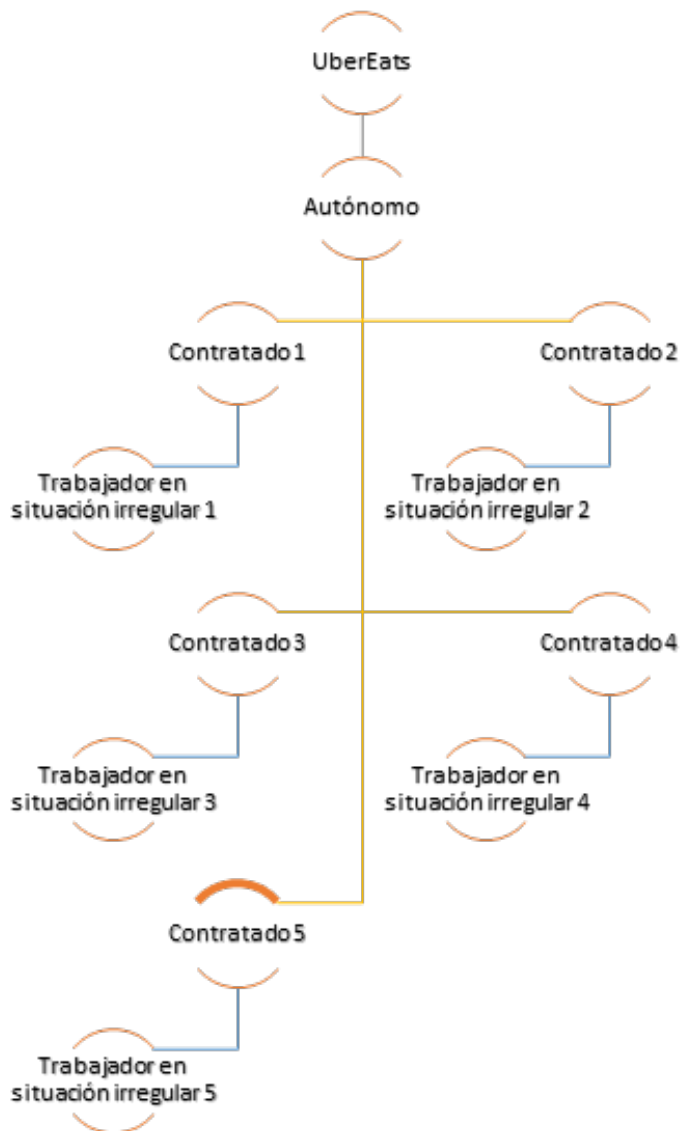 UberEats
Autónomo
Contratado 1
Contratado 2
Trabajador en
situación irregular 1
Trabajador en
situación irregular 2
Contratado 3
Contratado 4
Trabajador en
situación irregular 3
Trabajador en
situación irregular 4
Contratado 5
Trabajador en
situación irregular 5